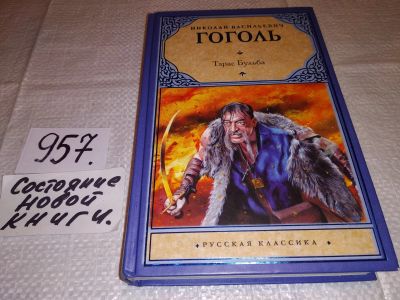 НИКОЛАЙ ВАСИЛЬЕВИЧ
ГОГОЛЬ
Тарас Бульба
РУССКАЯ КЛАССИКА
957.
Состояние
новой
книги.